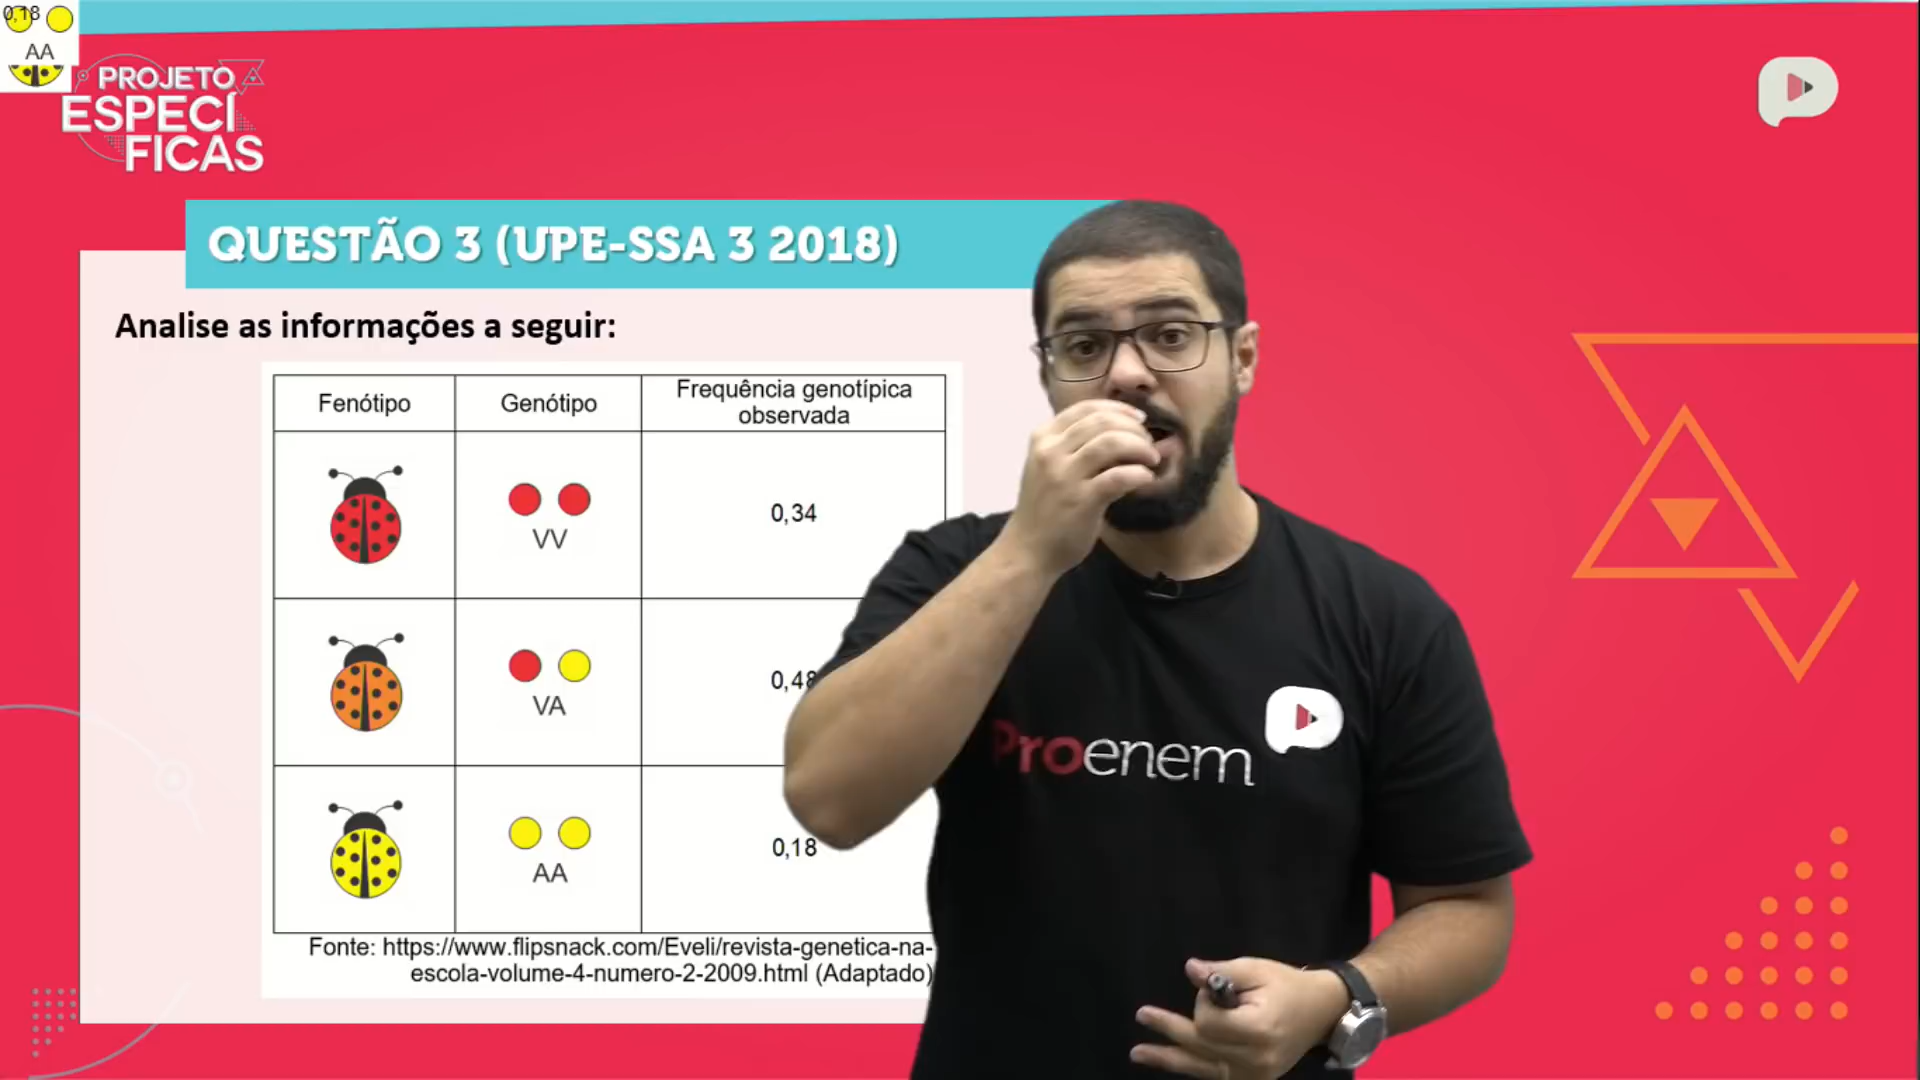 0,18
AA
PROJETO
ESPECÍ
FICAS
QUESTÃO 3 (UPE-SSA 3 2018)
Analise as informações a seguir:
Fenótipo Genótipo Frequência genotípica observada
VV 0,34
VA 0,48
AA 0,18
Fonte: https://www.flipsnack.com/Eveli/revista-genetica-na-
escola-volume-4-numero-2-2009.html (Adaptado)
Proenem